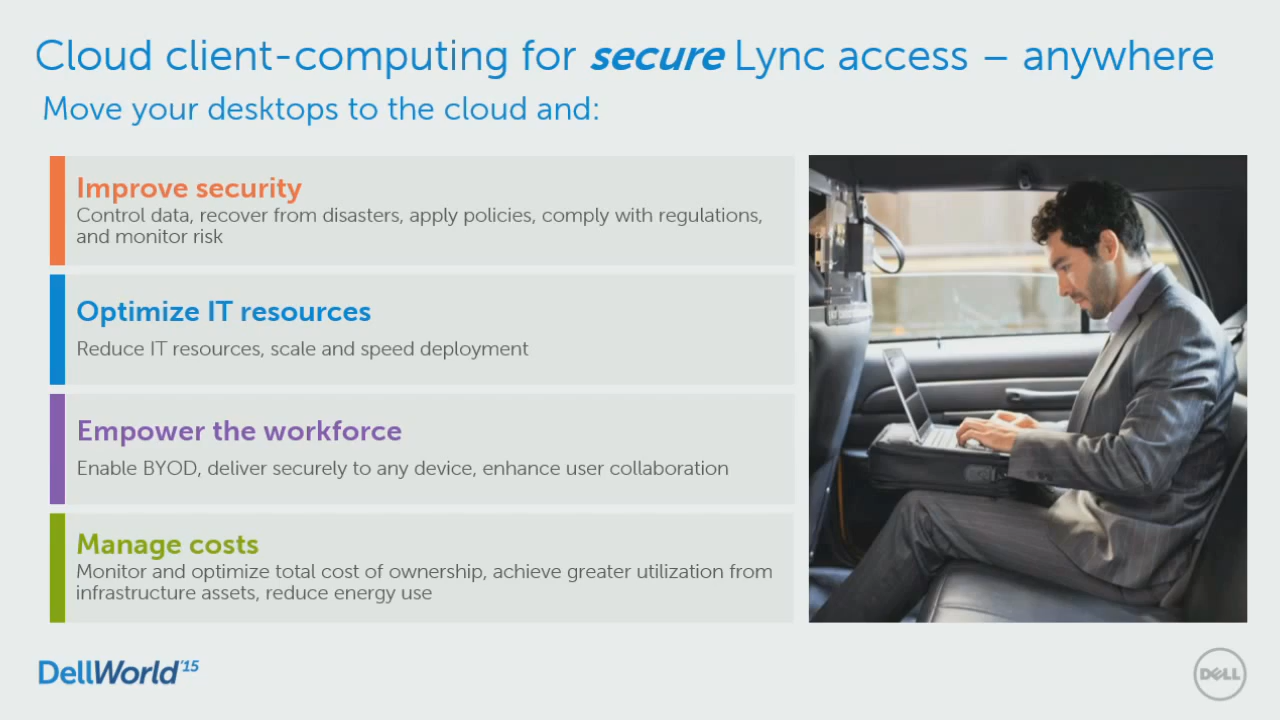 Cloud client-computing for secure Lync access – anywhere
Move your desktops to the cloud and:
Improve security
Control data, recover from disasters, apply policies, comply with regulations,
and monitor risk
Optimize IT resources
Reduce IT resources, scale and speed deployment
Empower the workforce
Enable BYOD, deliver securely to any device, enhance user collaboration
Manage costs
Monitor and optimize total cost of ownership, achieve greater utilization from
infrastructure assets, reduce energy use
DellWorld'15
DELL